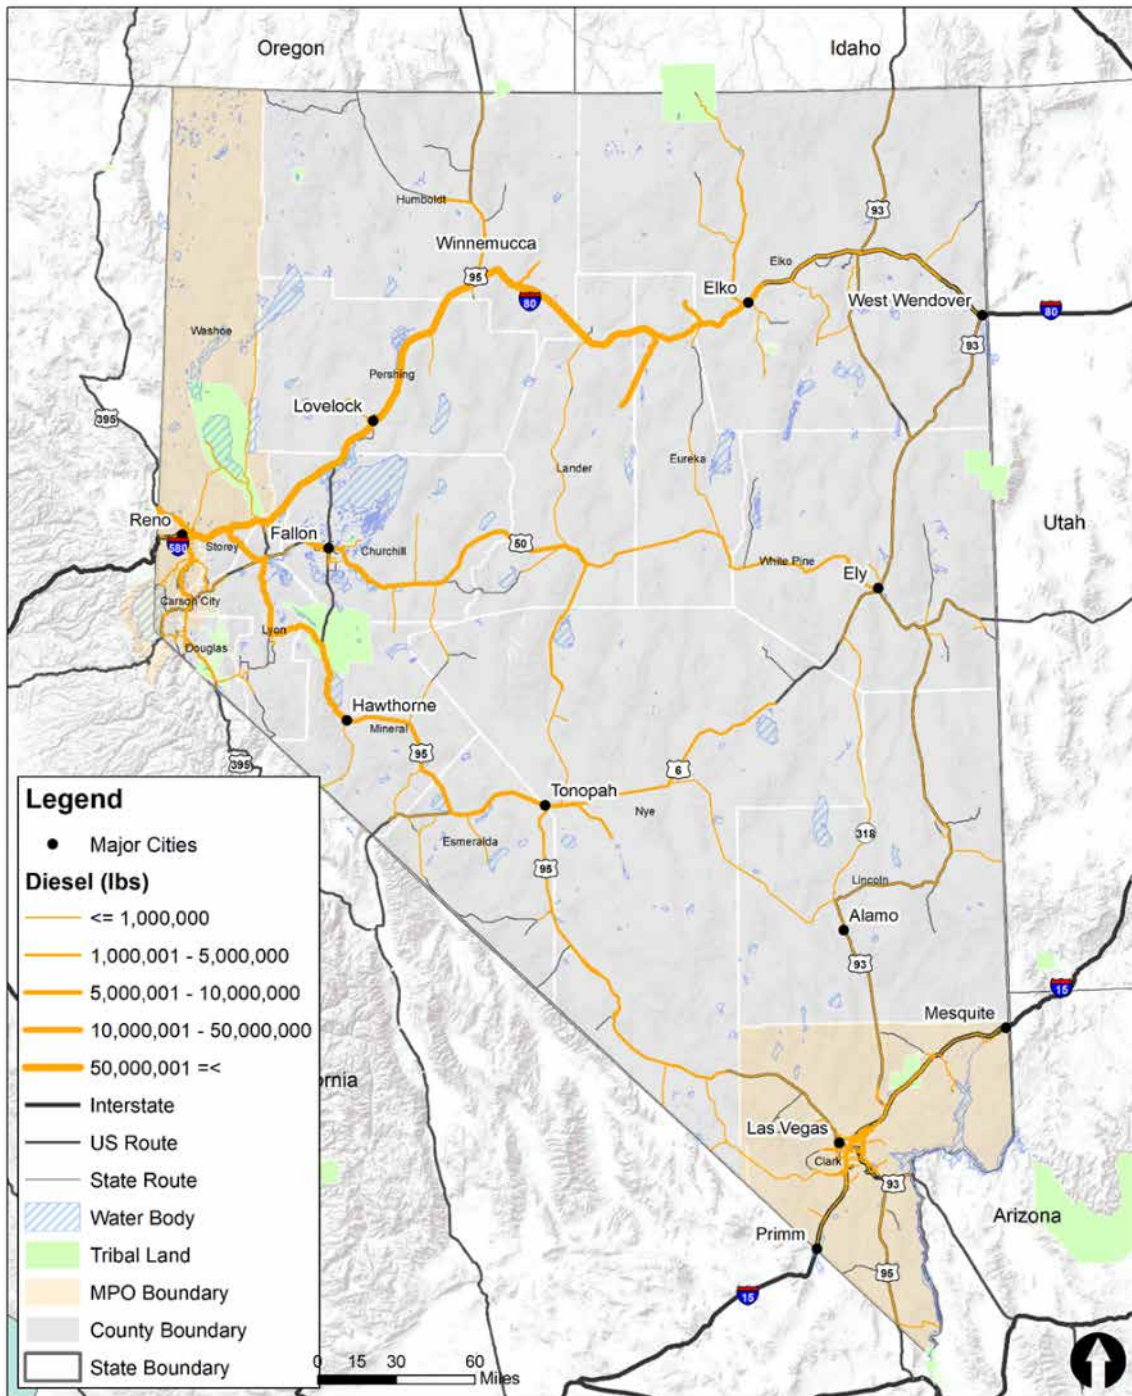 Oregon
Idaho
93
Humboldt
Winnemucca
95
80
Elko
Elko
West Wendover
80
93
Washoe
Pershing
Lovelock
395
Lander
Eureka
Reno
580
Storey
Fallon
Churchill
50
White Pine
Utah
Ely
Carson City
Lyon
Douglas
Hawthorne
Mineral
95
395
6
Tonopah
Nye
Esmeralda
95
318
Lincoln
Alamo
93
15
Mesquite
ornia
Las Vegas
Clark
93
Arizona
Primm
95
15
Legend
Major Cities
Diesel (lbs)
<= 1,000,000
1,000,001 - 5,000,000
5,000,001 - 10,000,000
10,000,001 - 50,000,000
50,000,001 =<
Interstate
US Route
State Route
Water Body
Tribal Land
MPO Boundary
County Boundary
State Boundary
0 15 30 60
Miles